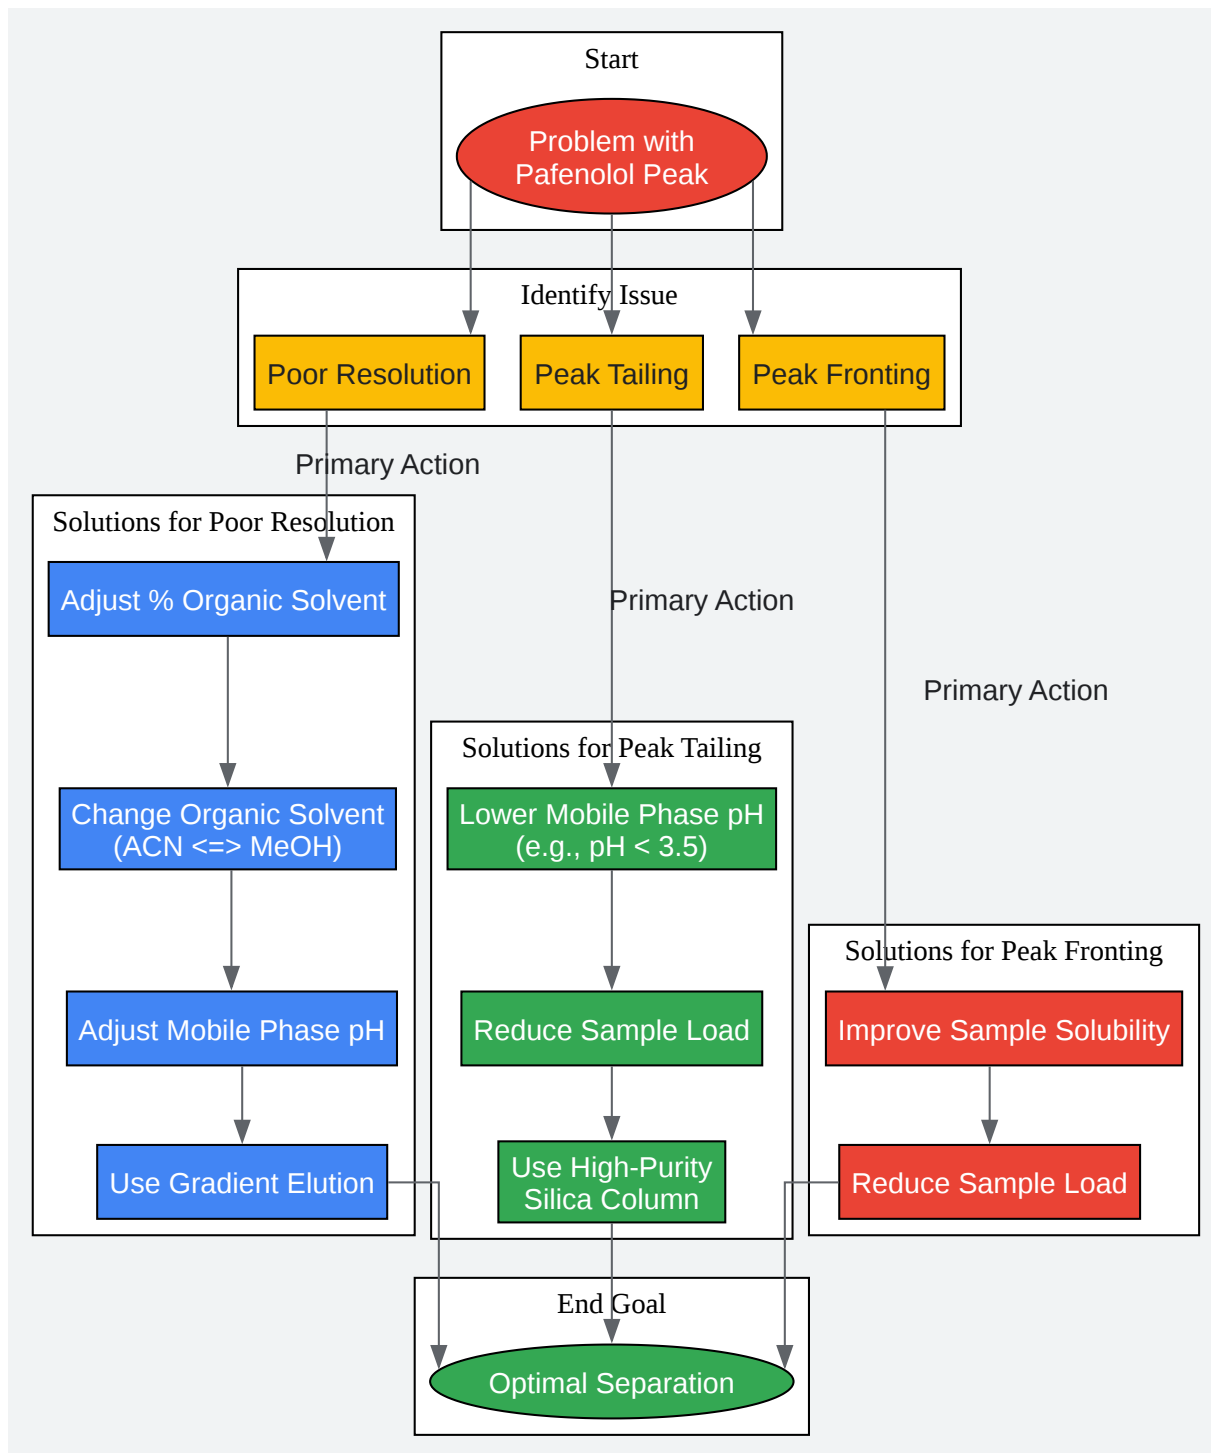 Start
Problem with
Pafenolol Peak
Identify Issue
Poor Resolution
Peak Tailing
Peak Fronting
Primary Action
Solutions for Poor Resolution
Adjust % Organic Solvent
Primary Action
Primary Action
Change Organic Solvent
(ACN <=> MeOH)
Solutions for Peak Tailing
Lower Mobile Phase pH
(e.g., pH < 3.5)
Solutions for Peak Fronting
Adjust Mobile Phase pH
Reduce Sample Load
Improve Sample Solubility
Use Gradient Elution
Use High-Purity
Silica Column
Reduce Sample Load
End Goal
Optimal Separation